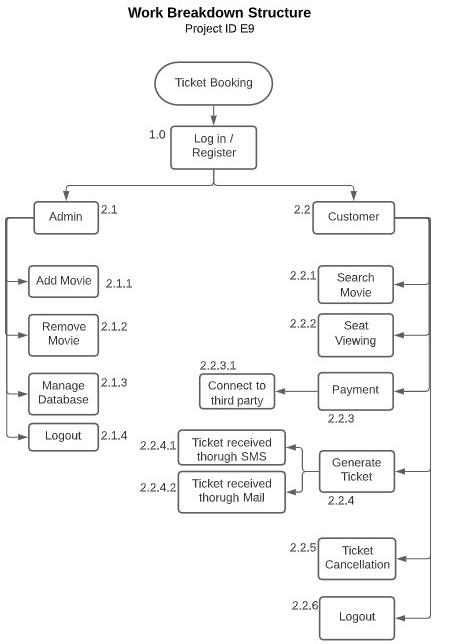 Work Breakdown Structure
Project ID E9
Ticket Booking
1.0
Log in /
Register
Admin
2.1
2.2
Customer
Add Movie
2.1.1
Remove
Movie
2.1.2
Manage
Database
2.1.3
Logout
2.1.4
2.2.1
Search
Movie
2.2.2
Seat
Viewing
2.2.3.1
Connect to
third party
Payment
2.2.3
2.2.4.1
Ticket received
thorugh SMS
2.2.4.2
Ticket received
thorugh Mail
Generate
Ticket
2.2.4
2.2.5
Ticket
Cancellation
2.2.6
Logout